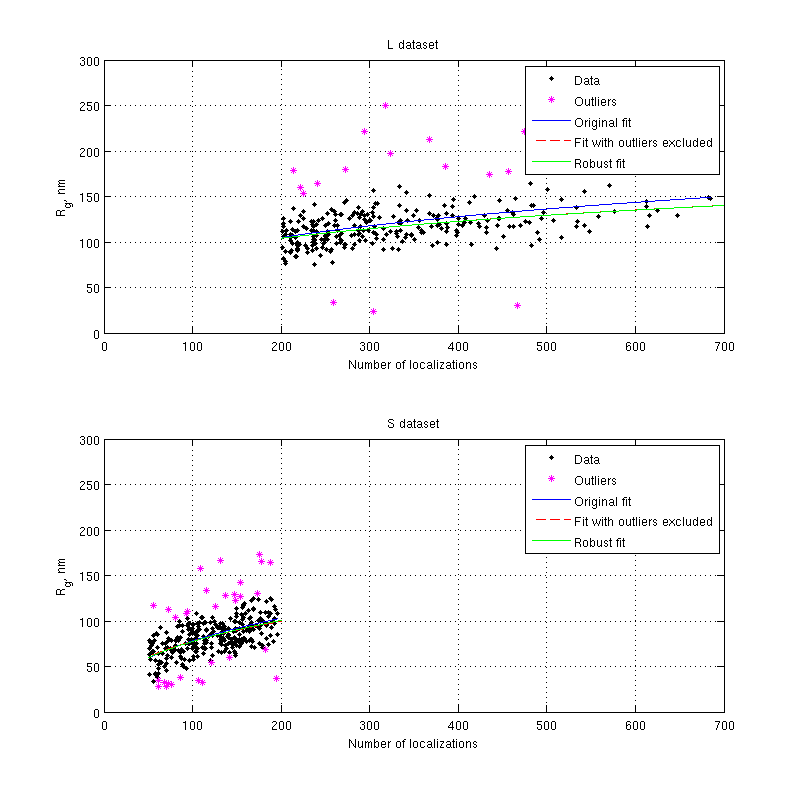 L dataset
300
250
200
150
100
50
0
Rg, nm
Data
Outliers
Original fit
Fit with outliers excluded
Robust fit
0 100 200 300 400 500 600 700
Number of localizations
S dataset
300
250
200
150
100
50
0
Rg, nm
Data
Outliers
Original fit
Fit with outliers excluded
Robust fit
0 100 200 300 400 500 600 700
Number of localizations